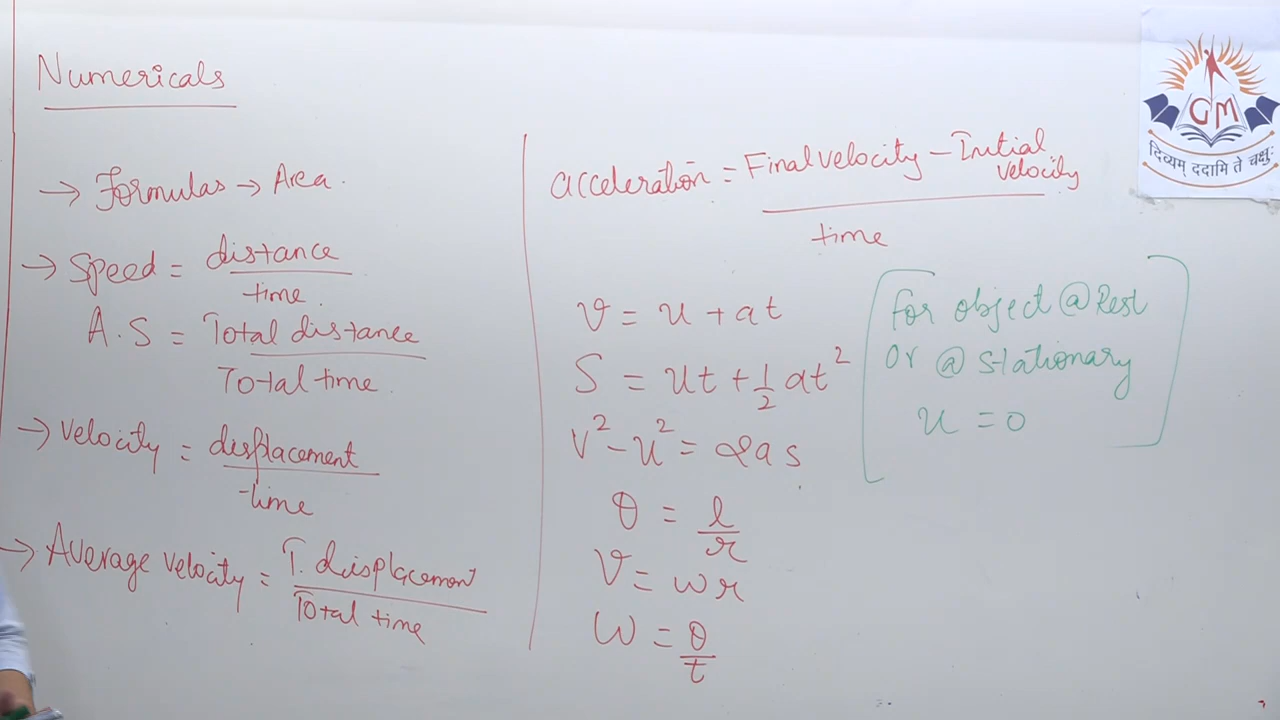 Numericals
→ Formulas → Area.
→ Speed = distance / time.
A.S = Total distance / Total time.
→ Velocity = displacement / time
→ Average velocity = T. displacement / Total time
acceleration = Final velocity – Initial velocity / time
v = u + at
S = ut + 1/2 at²
v² - u² = 2as
θ = l/r
V = ωr
ω = θ/t
For object @ Rest
Or @ Stationary
u = 0
GM
दिव्यम् ददामि ते चक्षुः